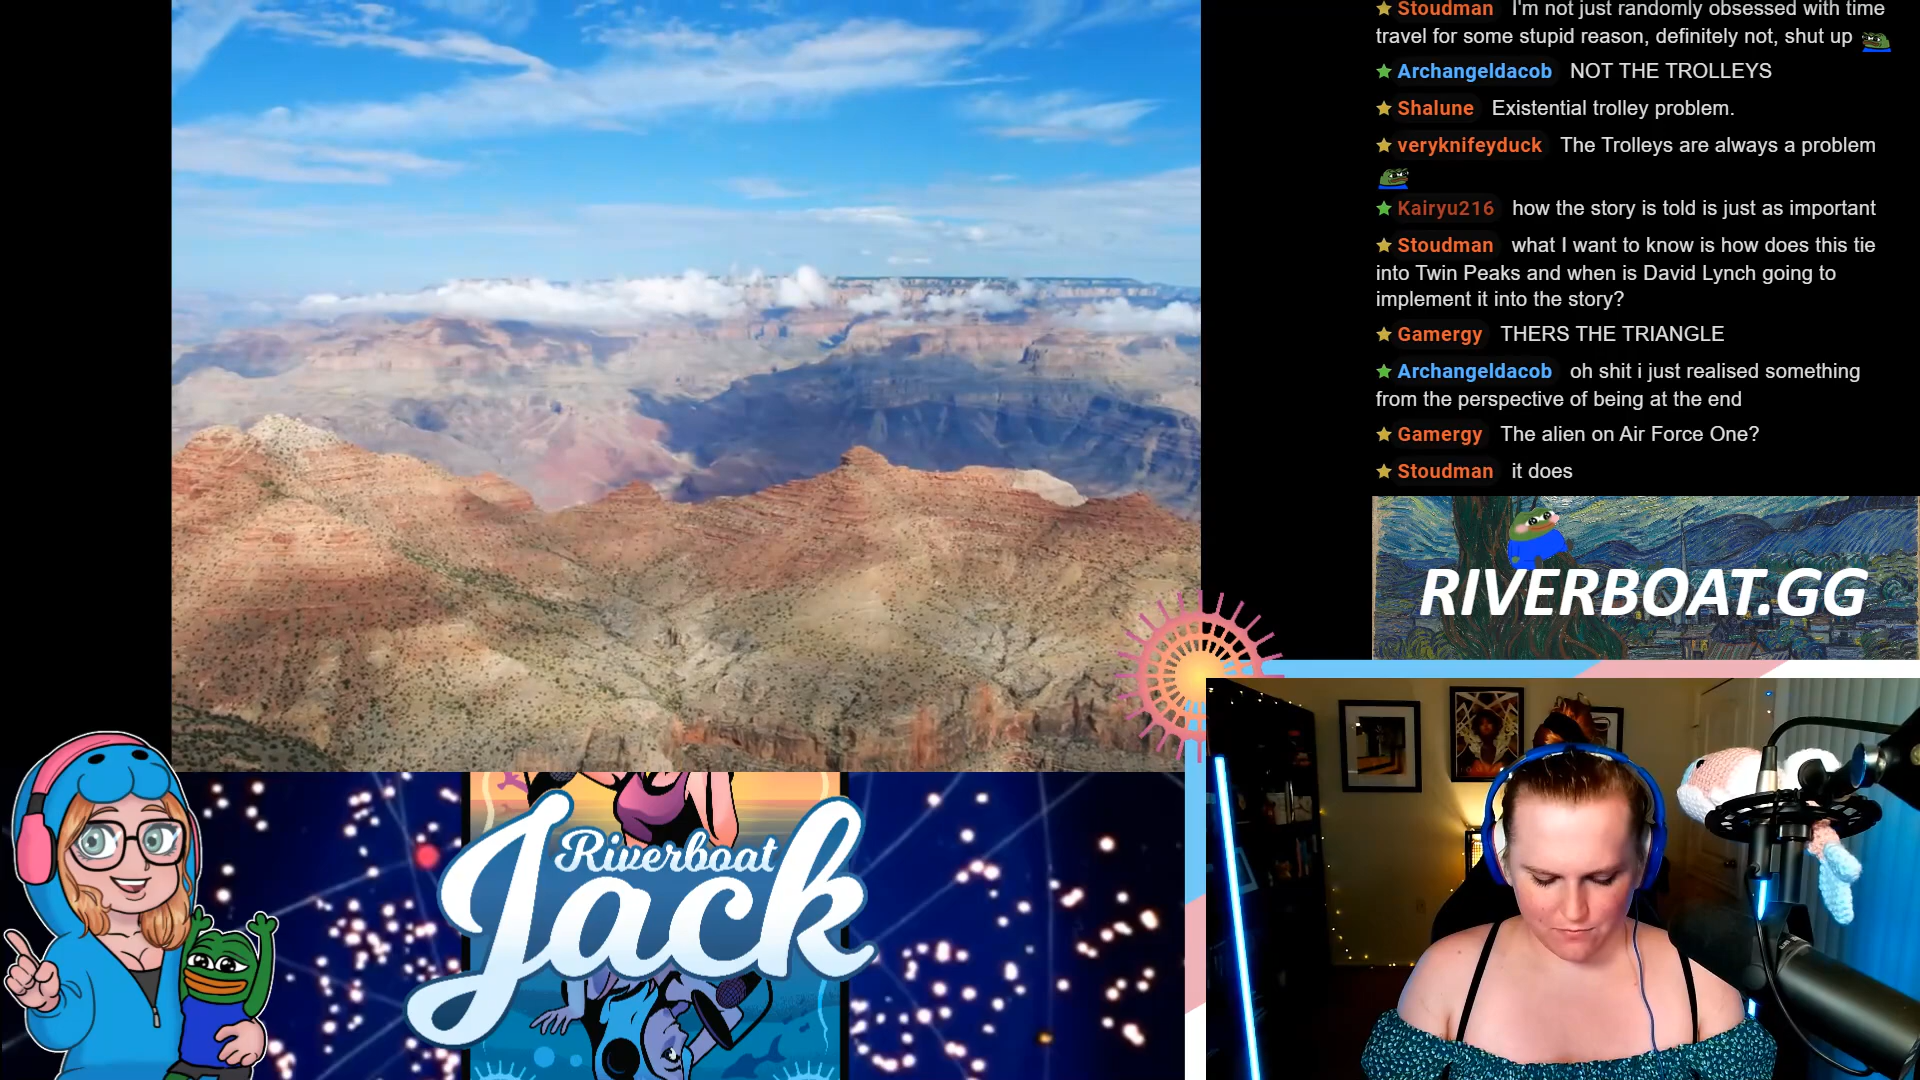 Stoudman I'm not just randomly obsessed with time
travel for some stupid reason, definitely not, shut up
Archangeldacob NOT THE TROLLEYS
Shalune Existential trolley problem.
veryknifeyduck The Trolleys are always a problem
Kairyu216 how the story is told is just as important
Stoudman what I want to know is how does this tie
into Twin Peaks and when is David Lynch going to
implement it into the story?
Gamergy THERS THE TRIANGLE
Archangeldacob oh shit i just realised something
from the perspective of being at the end
Gamergy The alien on Air Force One?
Stoudman it does
RIVERBOAT.GG
Riverboat
Jack